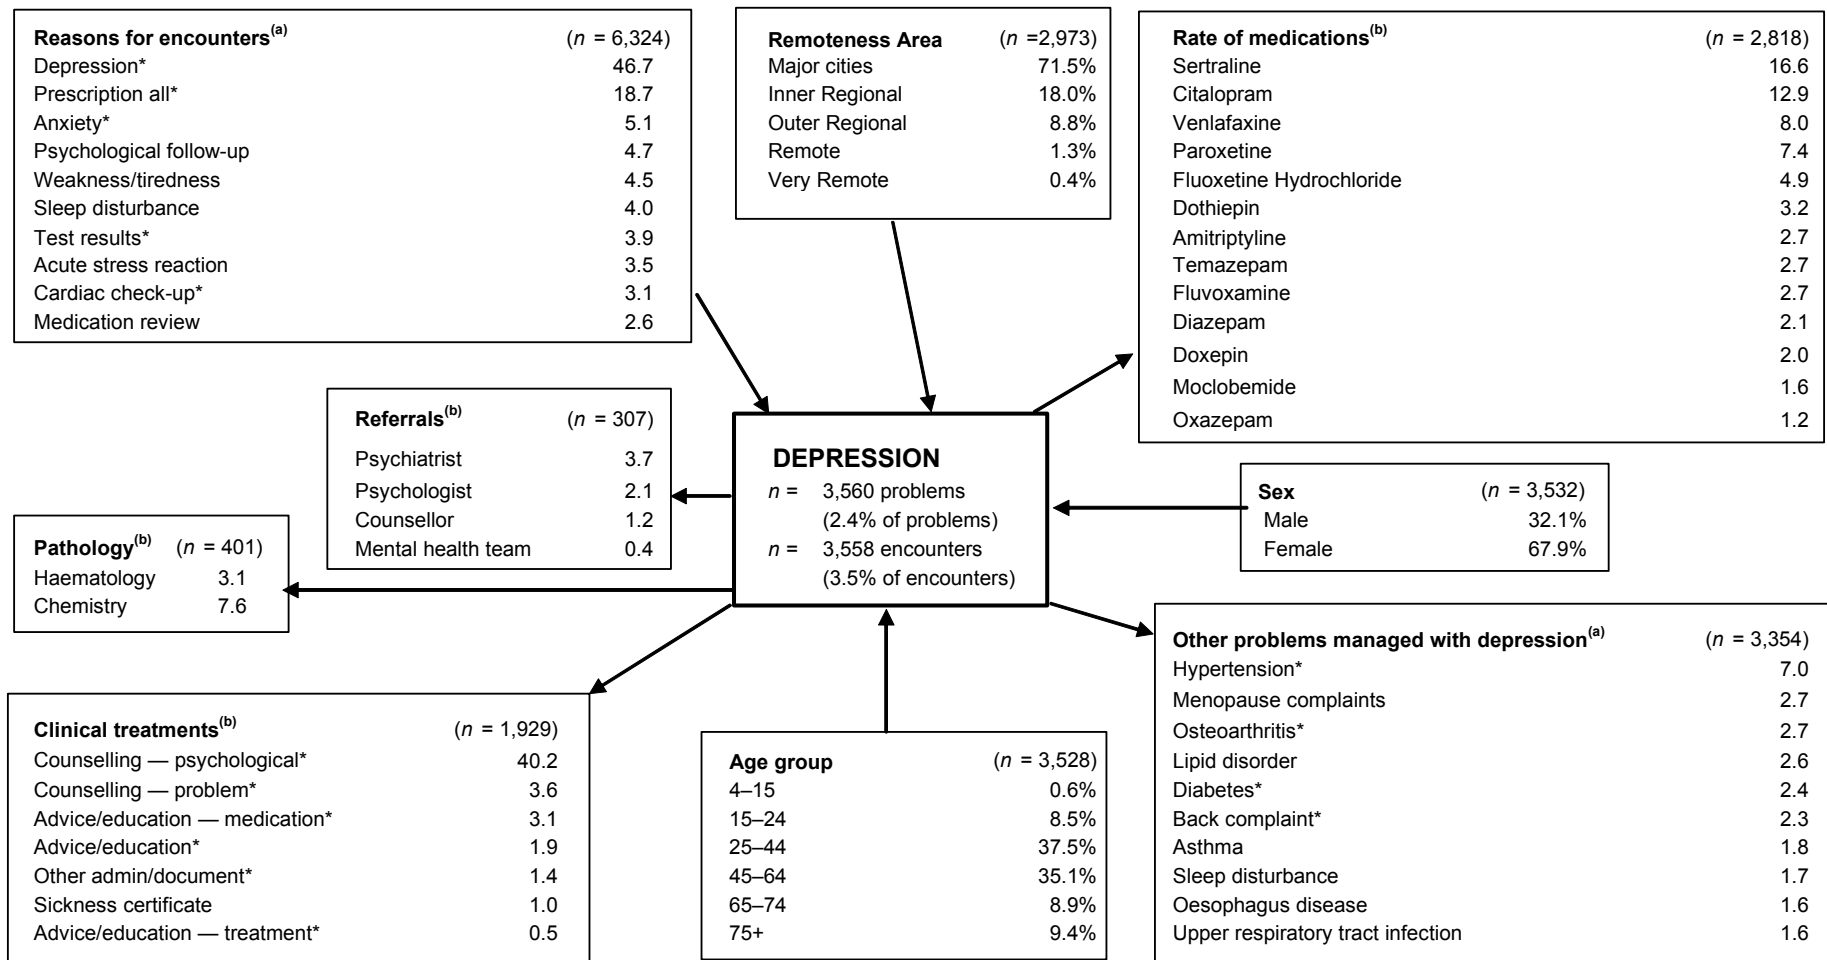 Reasons for encounters(a) (n = 6,324)
Depression* 46.7
Prescription all* 18.7
Anxiety* 5.1
Psychological follow-up 4.7
Weakness/tiredness 4.5
Sleep disturbance 4.0
Test results* 3.9
Acute stress reaction 3.5
Cardiac check-up* 3.1
Medication review 2.6
Remoteness Area (n =2,973)
Major cities 71.5%
Inner Regional 18.0%
Outer Regional 8.8%
Remote 1.3%
Very Remote 0.4%
Rate of medications(b) (n = 2,818)
Sertraline 16.6
Citalopram 12.9
Venlafaxine 8.0
Paroxetine 7.4
Fluoxetine Hydrochloride 4.9
Dothiepin 3.2
Amitriptyline 2.7
Temazepam 2.7
Fluvoxamine 2.7
Diazepam 2.1
Doxepin 2.0
Moclobemide 1.6
Oxazepam 1.2
Referrals(b) (n = 307)
Psychiatrist 3.7
Psychologist 2.1
Counsellor 1.2
Mental health team 0.4
DEPRESSION
n = 3,560 problems
(2.4% of problems)
n = 3,558 encounters
(3.5% of encounters)
Sex (n = 3,532)
Male 32.1%
Female 67.9%
Pathology(b) (n = 401)
Haematology 3.1
Chemistry 7.6
Clinical treatments(b) (n = 1,929)
Counselling — psychological* 40.2
Counselling — problem* 3.6
Advice/education — medication* 3.1
Advice/education* 1.9
Other admin/document* 1.4
Sickness certificate 1.0
Advice/education — treatment* 0.5
Age group (n = 3,528)
4–15 0.6%
15–24 8.5%
25–44 37.5%
45–64 35.1%
65–74 8.9%
75+ 9.4%
Other problems managed with depression(a) (n = 3,354)
Hypertension* 7.0
Menopause complaints 2.7
Osteoarthritis* 2.7
Lipid disorder 2.6
Diabetes* 2.4
Back complaint* 2.3
Asthma 1.8
Sleep disturbance 1.7
Oesophagus disease 1.6
Upper respiratory tract infection 1.6